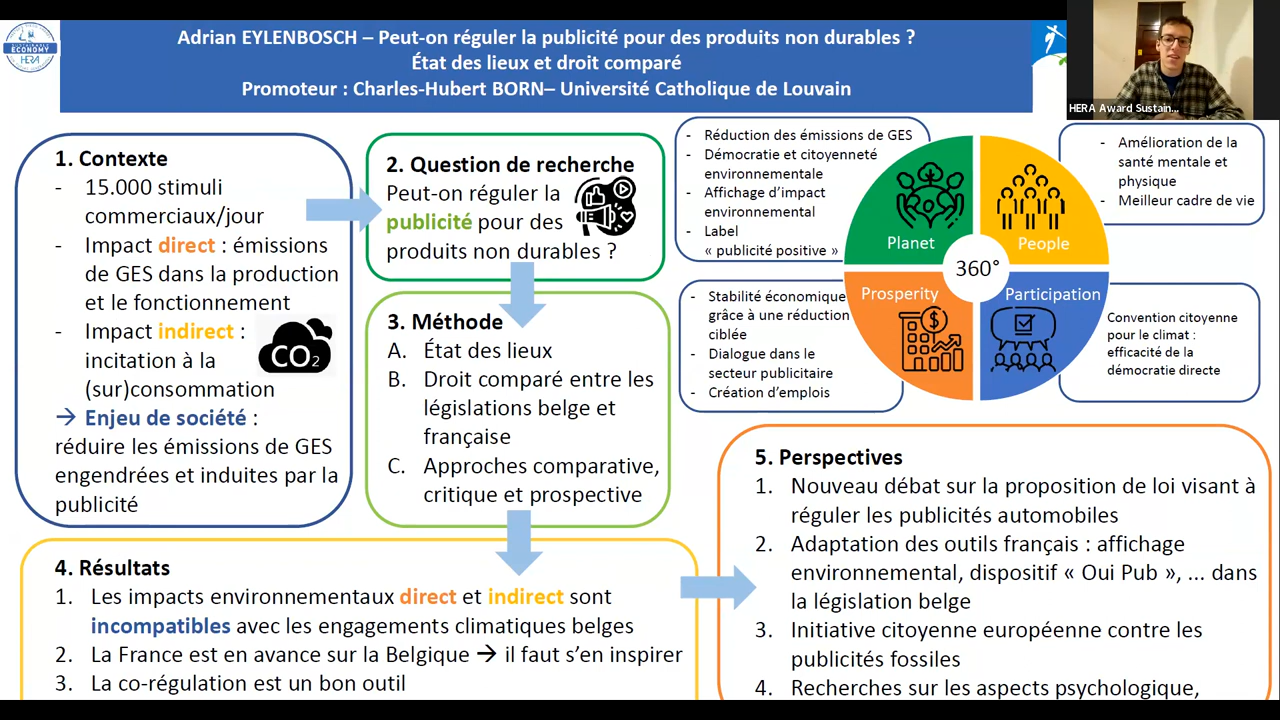 ECONOMY
HERA
Adrian EYLENBOSCH – Peut-on réguler la publicité pour des produits non durables ?
État des lieux et droit comparé
Promoteur : Charles-Hubert BORN– Université Catholique de Louvain
HERA Award Sustain...
1. Contexte
- 15.000 stimuli
commerciaux/jour
- Impact direct : émissions
de GES dans la production
et le fonctionnement
- Impact indirect :
incitation à la
(sur)consommation
CO2
→ Enjeu de société :
réduire les émissions de GES
engendrées et induites par la
publicité
2. Question de recherche
Peut-on réguler la
publicité pour des
produits non durables ?
3. Méthode
A. État des lieux
B. Droit comparé entre les
législations belge et
française
C. Approches comparative,
critique et prospective
- Réduction des émissions de GES
- Démocratie et citoyenneté
environnementale
- Affichage d’impact
environnemental
- Label
« publicité positive »
- Amélioration de la
santé mentale et
physique
- Meilleur cadre de vie
Planet
People
360°
Prosperity
Participation
- Stabilité économique
grâce à une réduction
ciblée
- Dialogue dans le
secteur publicitaire
- Création d’emplois
Convention citoyenne
pour le climat :
efficacité de la
démocratie directe
4. Résultats
1. Les impacts environnementaux direct et indirect sont
incompatibles avec les engagements climatiques belges
2. La France est en avance sur la Belgique → il faut s’en inspirer
3. La co-régulation est un bon outil
5. Perspectives
1. Nouveau débat sur la proposition de loi visant à
réguler les publicités automobiles
2. Adaptation des outils français : affichage
environnemental, dispositif « Oui Pub », ... dans
la législation belge
3. Initiative citoyenne européenne contre les
publicités fossiles
4. Recherches sur les aspects psychologique,